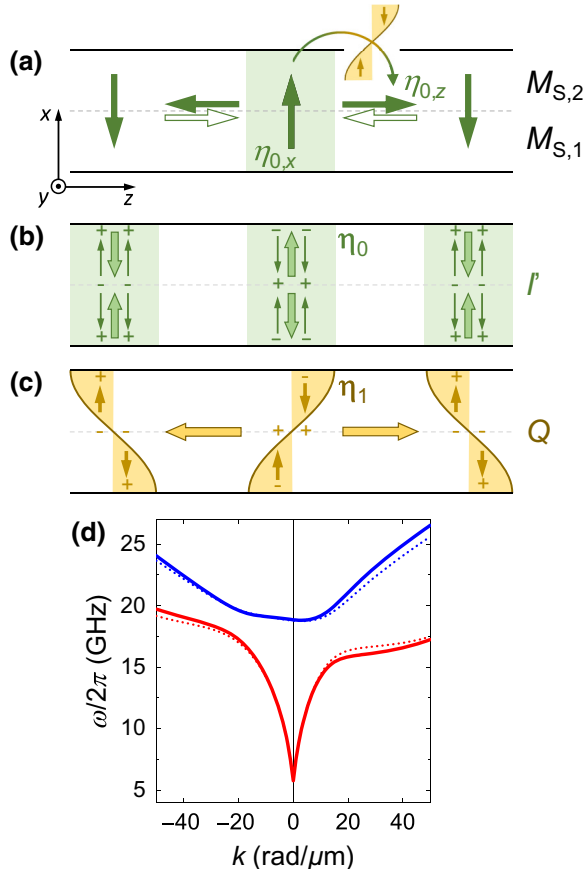 (a)
η0,z
MS,2
x
η0,x
MS,1
y
z
(b)
+ + - - + +
η0
- - + + - -
Γ
+ + - - + +
(c)
+ - +
η1
- - + + - -
Q
+ - +
(d)
25
20
15
10
5
ω/2π (GHz)
−40 −20 0 20 40
k (rad/μm)